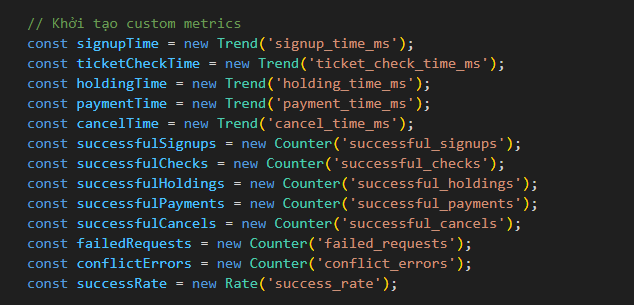 // Khởi tạo custom metrics
const signupTime = new Trend('signup_time_ms');
const ticketCheckTime = new Trend('ticket_check_time_ms');
const holdingTime = new Trend('holding_time_ms');
const paymentTime = new Trend('payment_time_ms');
const cancelTime = new Trend('cancel_time_ms');
const successfulSignups = new Counter('successful_signups');
const successfulChecks = new Counter('successful_checks');
const successfulHoldings = new Counter('successful_holdings');
const successfulPayments = new Counter('successful_payments');
const successfulCancels = new Counter('successful_cancels');
const failedRequests = new Counter('failed_requests');
const conflictErrors = new Counter('conflict_errors');
const successRate = new Rate('success_rate');